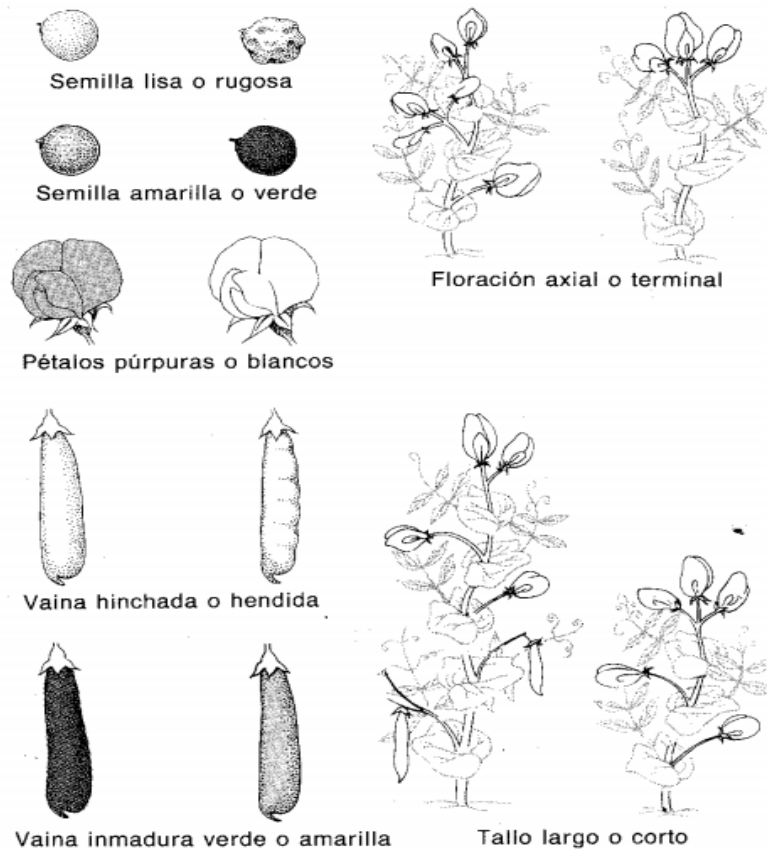 Semilla lisa o rugosa
Semilla amarilla o verde
Floración axial o terminal
Pétalos púrpuras o blancos
Vaina hinchada o hendida
Vaina inmadura verde o amarilla
Tallo largo o corto